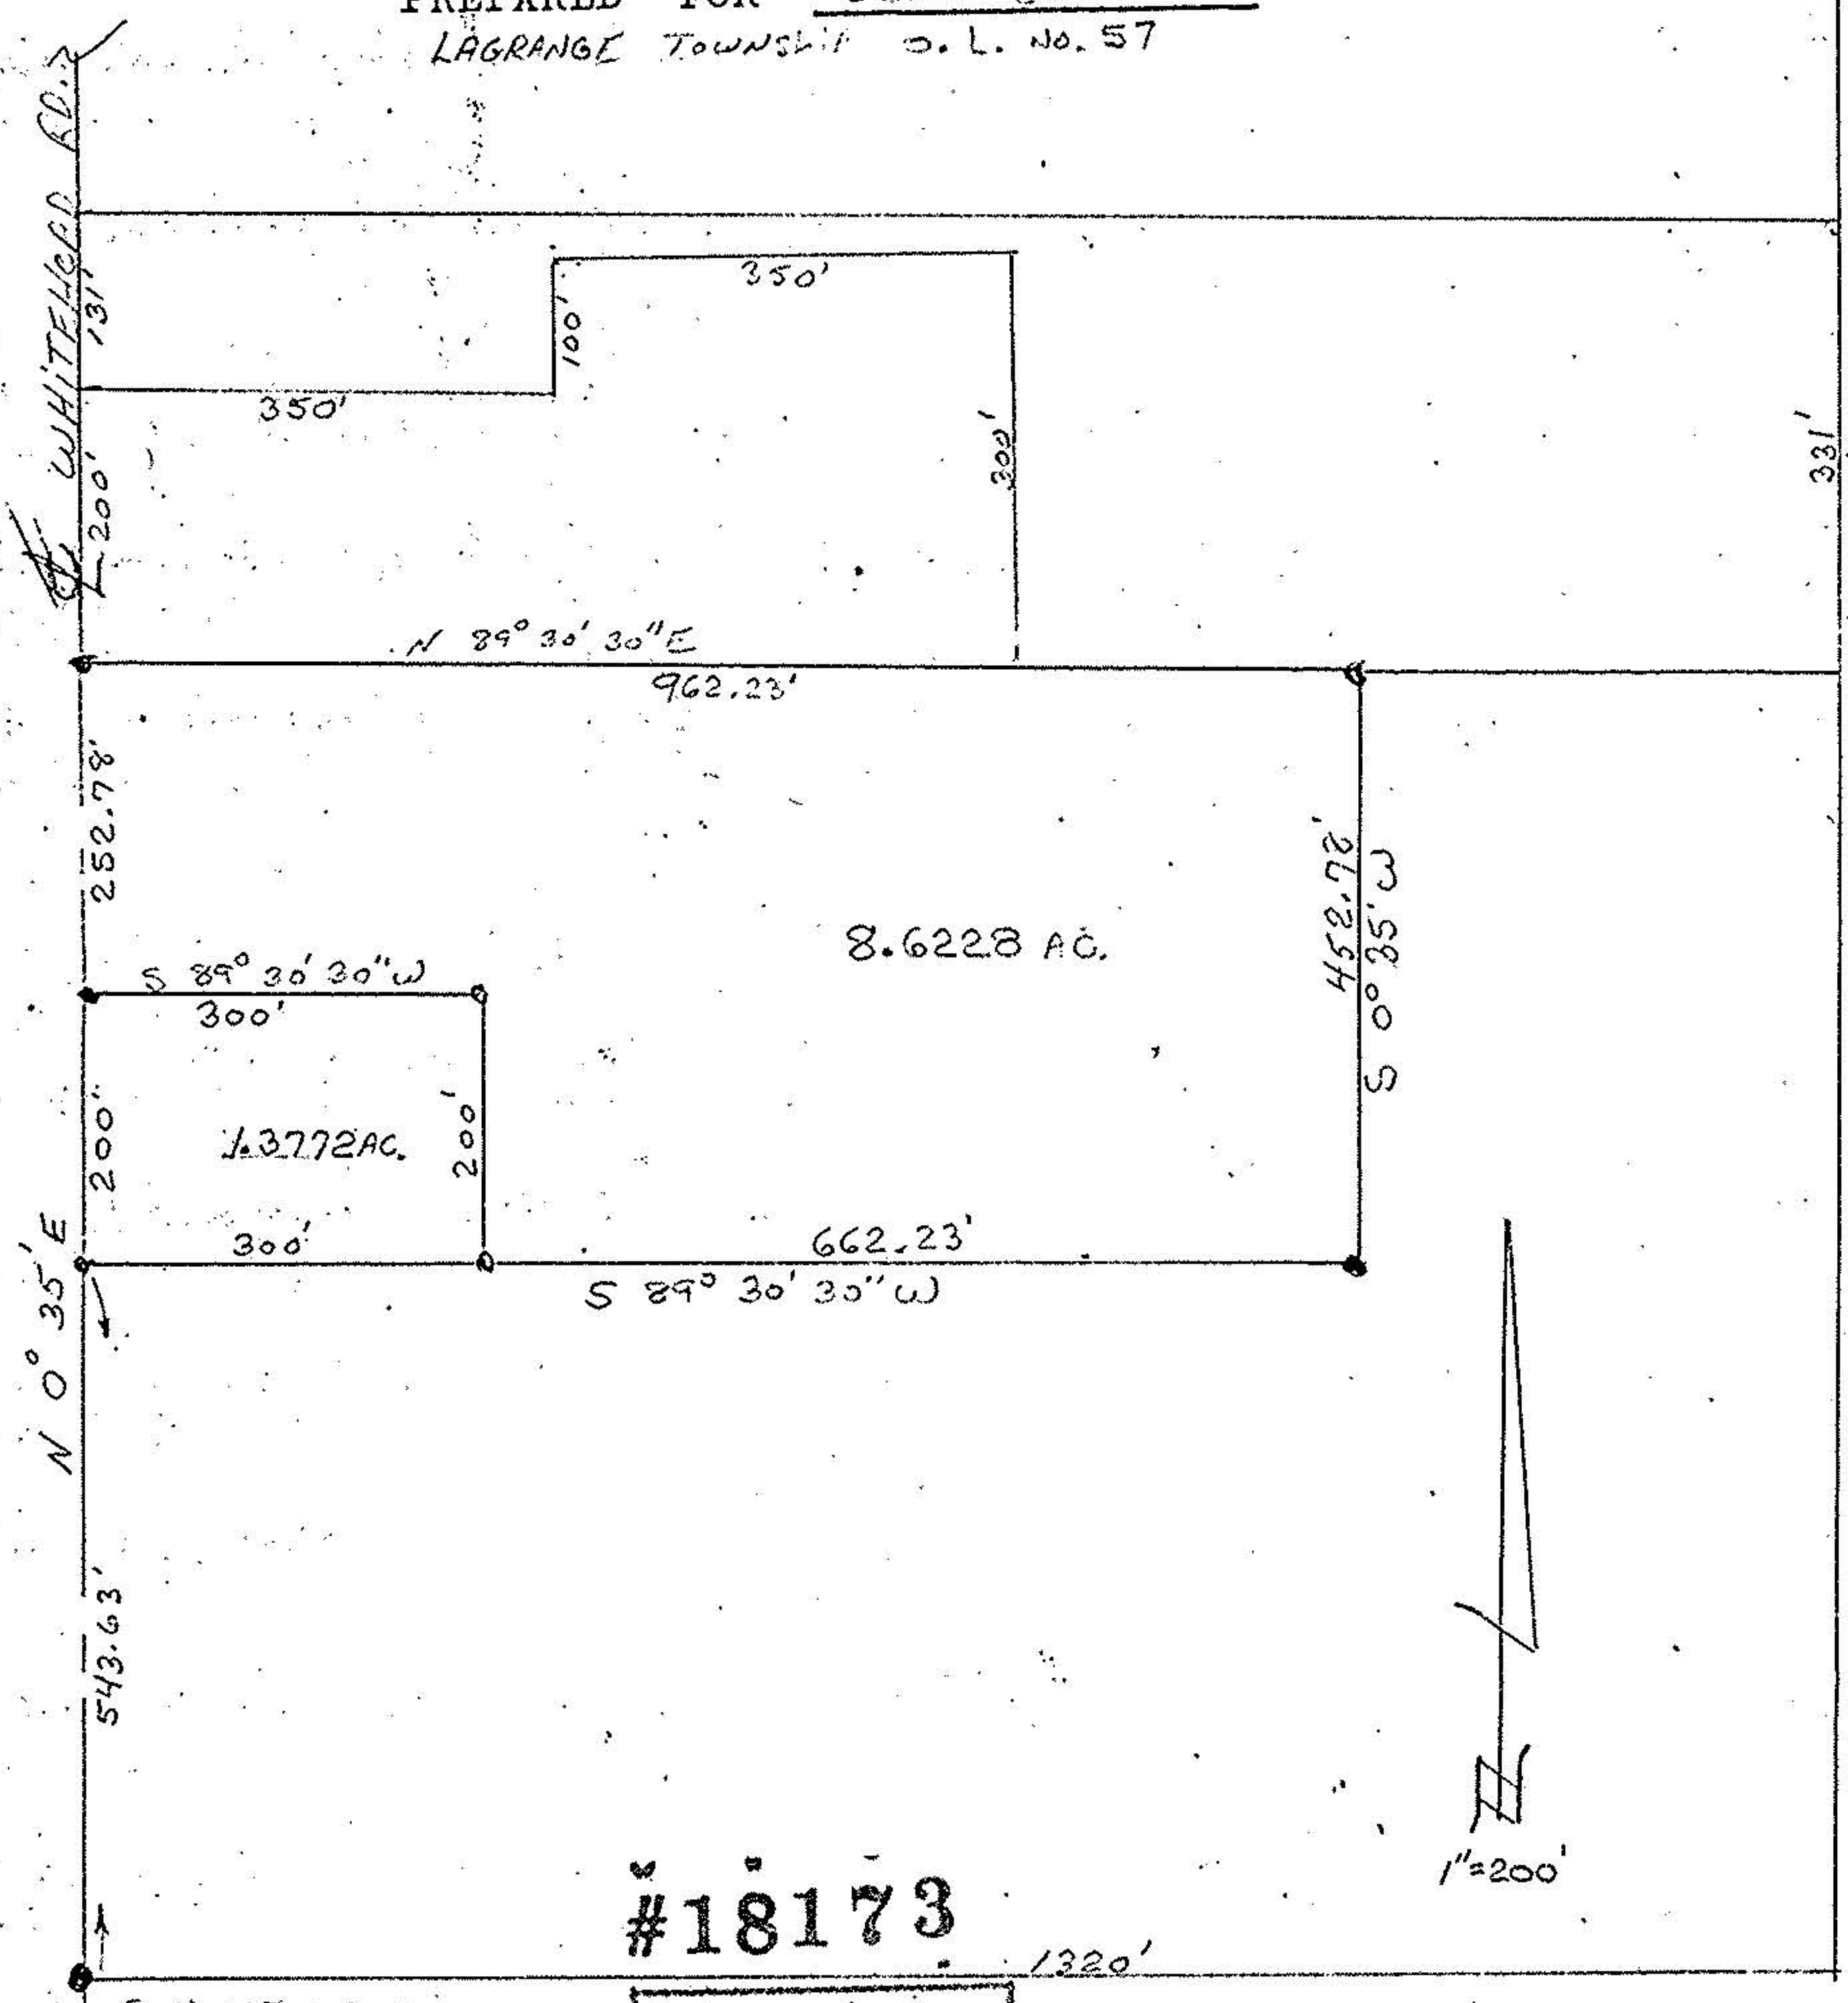 PREPARED FOR
LAGRANGE TOWNSHIP O. L. NO. 57
WHITEHEAD RD.
131'
350'
100'
350'
300'
331'
200'
N 89° 30' 30" E
962.23'
252.78'
8.6228 AC.
452.78'
S 0° 35' W
S 89° 30' 30" W
300'
200"
1.3772 AC.
200'
300'
662.23'
S 89° 30' 30" W
N 0° 35' E
543.63'
N
1"=200'
#18173
1320'